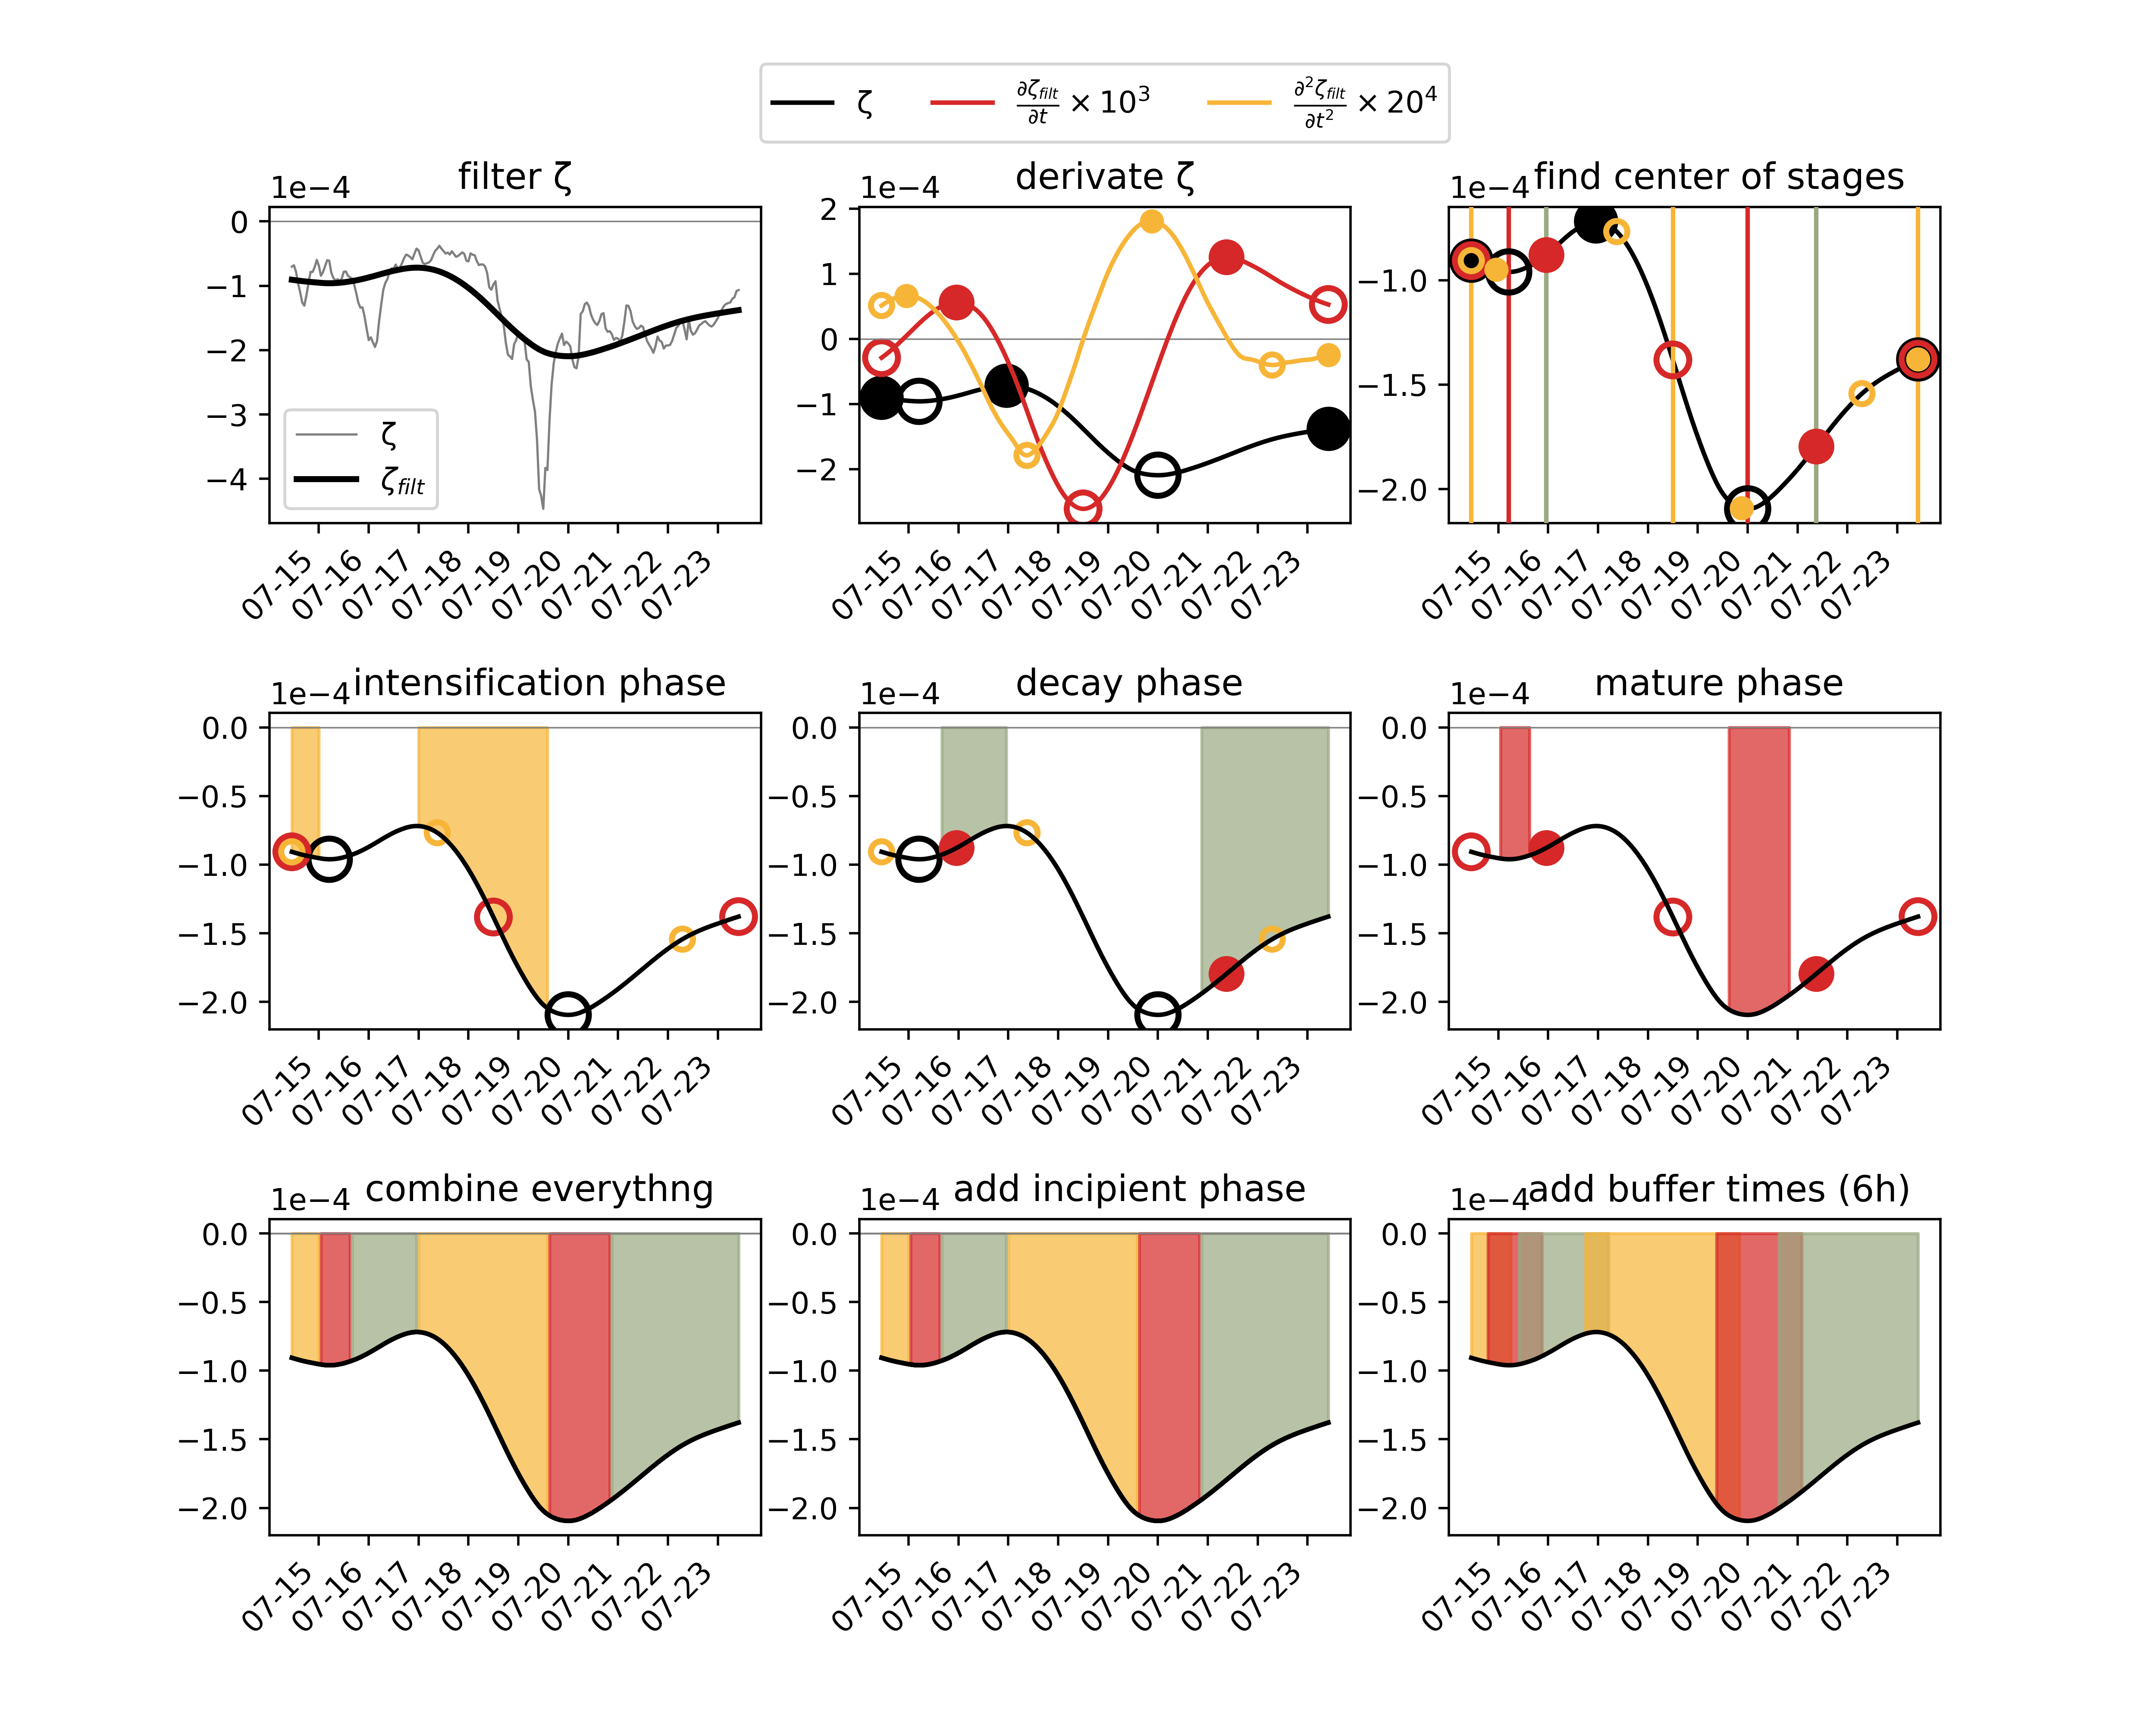 ζ ∂ζfilt/∂t × 10³ ∂²ζfilt/∂t² × 20⁴
filter ζ
1e−4
0
−1
−2
−3
−4
ζ
ζfilt
07-15 07-16 07-17 07-18 07-19 07-20 07-21 07-22 07-23
derivate ζ
1e−4
2
1
0
−1
−2
07-15 07-16 07-17 07-18 07-19 07-20 07-21 07-22 07-23
find center of stages
1e−4
−1.0
−1.5
−2.0
07-15 07-16 07-17 07-18 07-19 07-20 07-21 07-22 07-23
intensification phase
1e−4
0.0
−0.5
−1.0
−1.5
−2.0
07-15 07-16 07-17 07-18 07-19 07-20 07-21 07-22 07-23
decay phase
1e−4
0.0
−0.5
−1.0
−1.5
−2.0
07-15 07-16 07-17 07-18 07-19 07-20 07-21 07-22 07-23
mature phase
1e−4
0.0
−0.5
−1.0
−1.5
−2.0
07-15 07-16 07-17 07-18 07-19 07-20 07-21 07-22 07-23
combine everythng
1e−4
0.0
−0.5
−1.0
−1.5
−2.0
07-15 07-16 07-17 07-18 07-19 07-20 07-21 07-22 07-23
add incipient phase
1e−4
0.0
−0.5
−1.0
−1.5
−2.0
07-15 07-16 07-17 07-18 07-19 07-20 07-21 07-22 07-23
add buffer times (6h)
1e−4
0.0
−0.5
−1.0
−1.5
−2.0
07-15 07-16 07-17 07-18 07-19 07-20 07-21 07-22 07-23